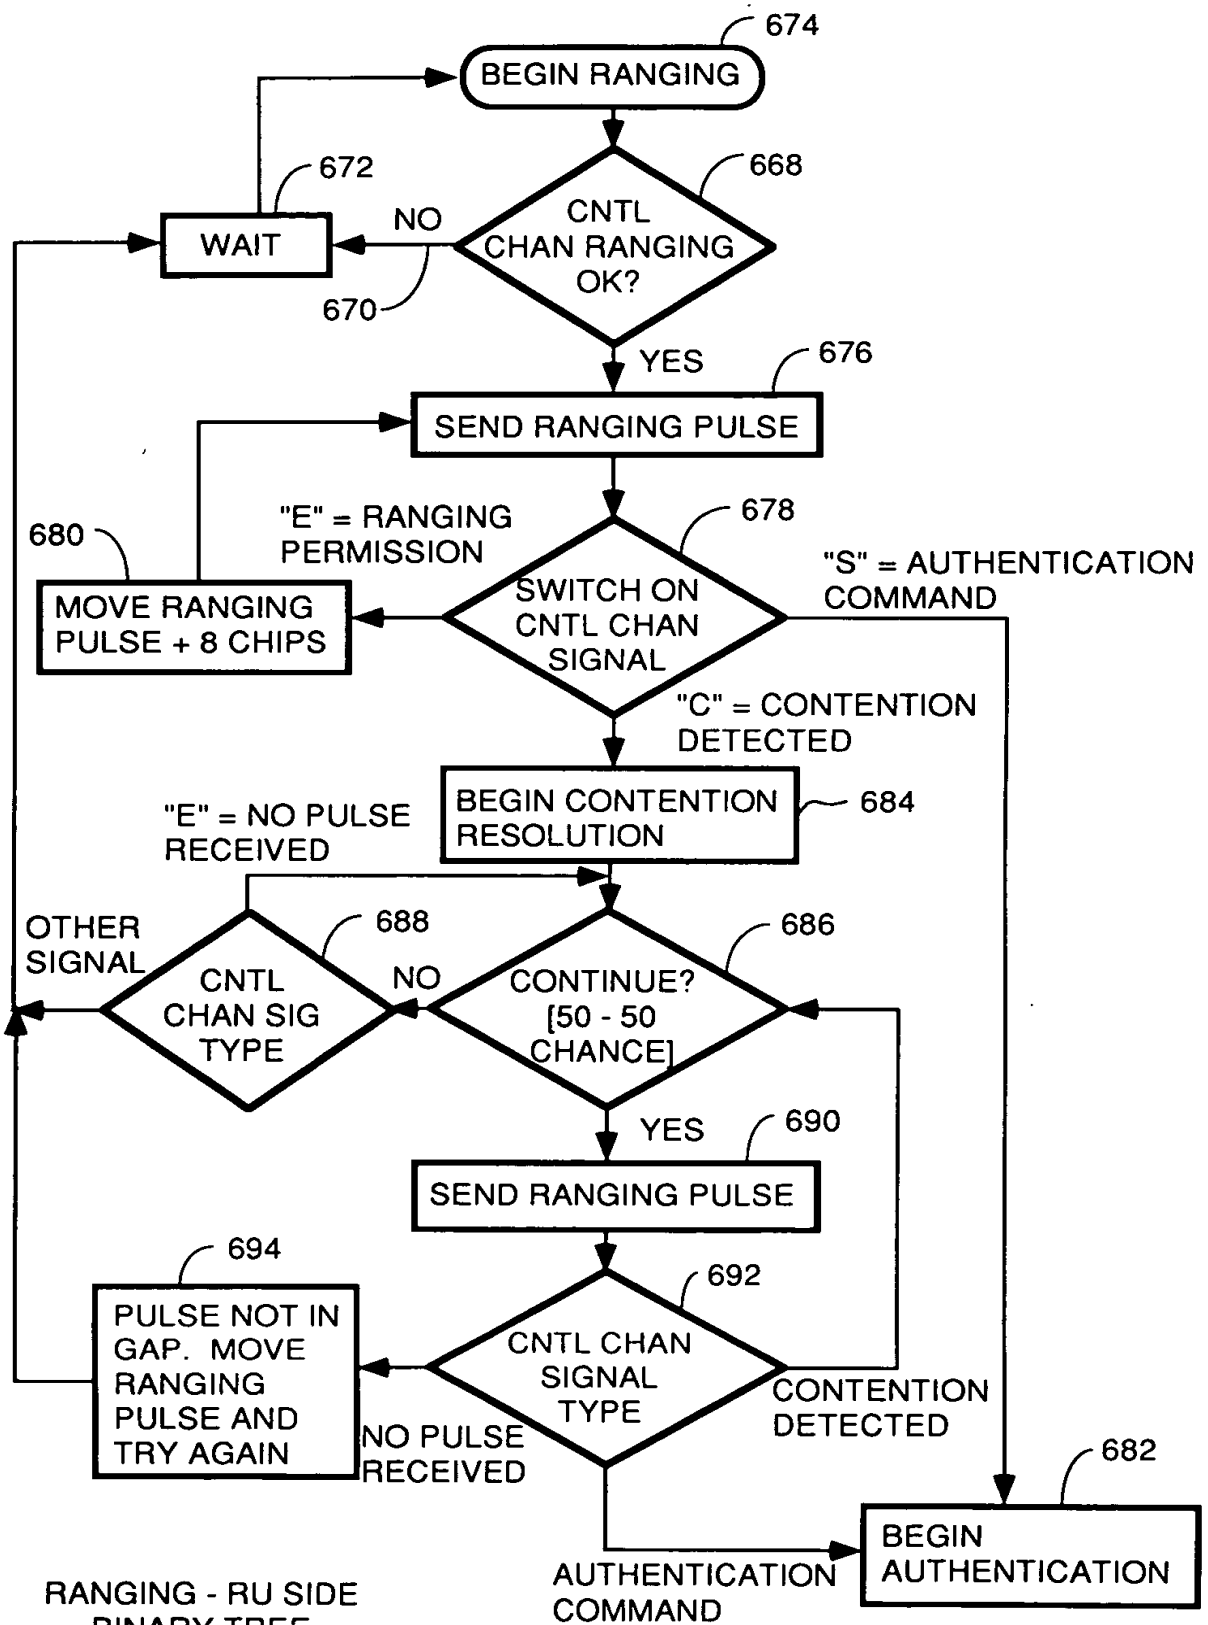 674
BEGIN RANGING
672
668
NO
CNTL
CHAN RANGING
OK?
WAIT
670
YES
676
SEND RANGING PULSE
678
680
"E" = RANGING
PERMISSION
"S" = AUTHENTICATION
COMMAND
MOVE RANGING
PULSE + 8 CHIPS
SWITCH ON
CNTL CHAN
SIGNAL
"C" = CONTENTION
DETECTED
"E" = NO PULSE
RECEIVED
BEGIN CONTENTION
RESOLUTION
684
OTHER
SIGNAL
688
686
CNTL
CHAN SIG
TYPE
NO
CONTINUE?
[50 - 50
CHANCE]
YES
690
SEND RANGING PULSE
694
692
PULSE NOT IN
GAP. MOVE
RANGING
PULSE AND
TRY AGAIN
CNTL CHAN
SIGNAL
TYPE
CONTENTION
DETECTED
NO PULSE
RECEIVED
682
BEGIN
AUTHENTICATION
AUTHENTICATION
COMMAND
RANGING - RU SIDE
BINARY TREE